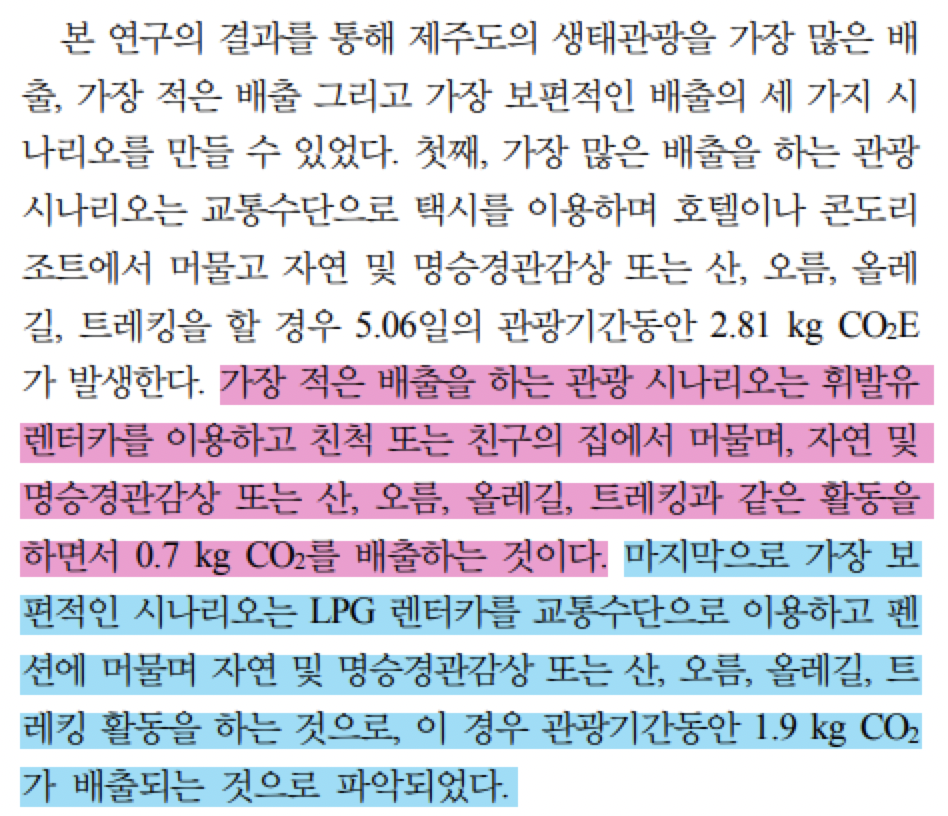 본 연구의 결과를 통해 제주도의 생태관광을 가장 많은 배
출, 가장 적은 배출 그리고 가장 보편적인 배출의 세 가지 시
나리오를 만들 수 있었다. 첫째, 가장 많은 배출을 하는 관광
시나리오는 교통수단으로 택시를 이용하며 호텔이나 콘도리
조트에서 머물고 자연 및 명승경관감상 또는 산, 오름, 올레
길, 트레킹을 할 경우 5.06일의 관광기간동안 2.81 kg CO₂E
가 발생한다. 가장 적은 배출을 하는 관광 시나리오는 휘발유
렌터카를 이용하고 친척 또는 친구의 집에서 머물며, 자연 및
명승경관감상 또는 산, 오름, 올레길, 트레킹과 같은 활동을
하면서 0.7 kg CO₂를 배출하는 것이다. 마지막으로 가장 보
편적인 시나리오는 LPG 렌터카를 교통수단으로 이용하고 펜
션에 머물며 자연 및 명승경관감상 또는 산, 오름, 올레길, 트
레킹 활동을 하는 것으로, 이 경우 관광기간동안 1.9 kg CO₂
가 배출되는 것으로 파악되었다.